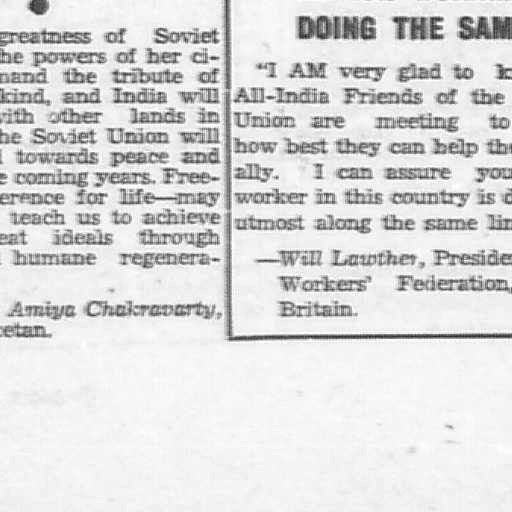 greatness of Soviet
he powers of her ci-
mand the tribute of
kind, and India will
with other lands in
he Soviet Union will
towards peace and
e coming years. Free-
erence for life—may
teach us to achieve
eat ideals through
humane regenera-
Amiya Chakravarty,
cetan.
DOING THE SAM
"I AM very glad to k
All-India Friends of the
Union are meeting to
how best they can help the
ally. I can assure you
worker in this country is d
utmost along the same lin
—Will Lawther, Preside
Workers' Federation,
Britain.